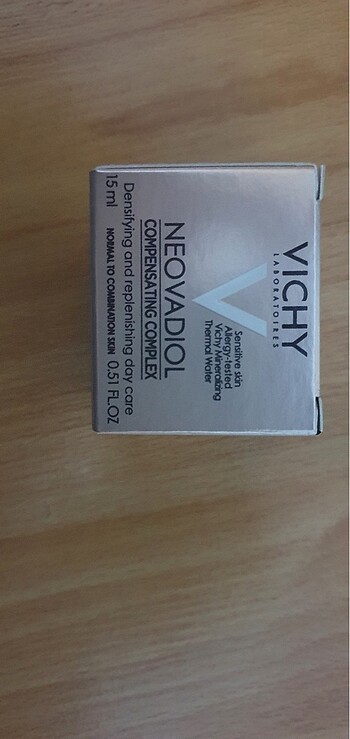 VICHY
LABORATOIRES
Sensitive skin
Allergy-tested
Vichy Mineralizing
Thermal Water
NEOVADIOL
COMPENSATING COMPLEX
Densifying and replenishing day care
NORMAL TO COMBINATION SKIN
15 ml 0.51 FL.OZ